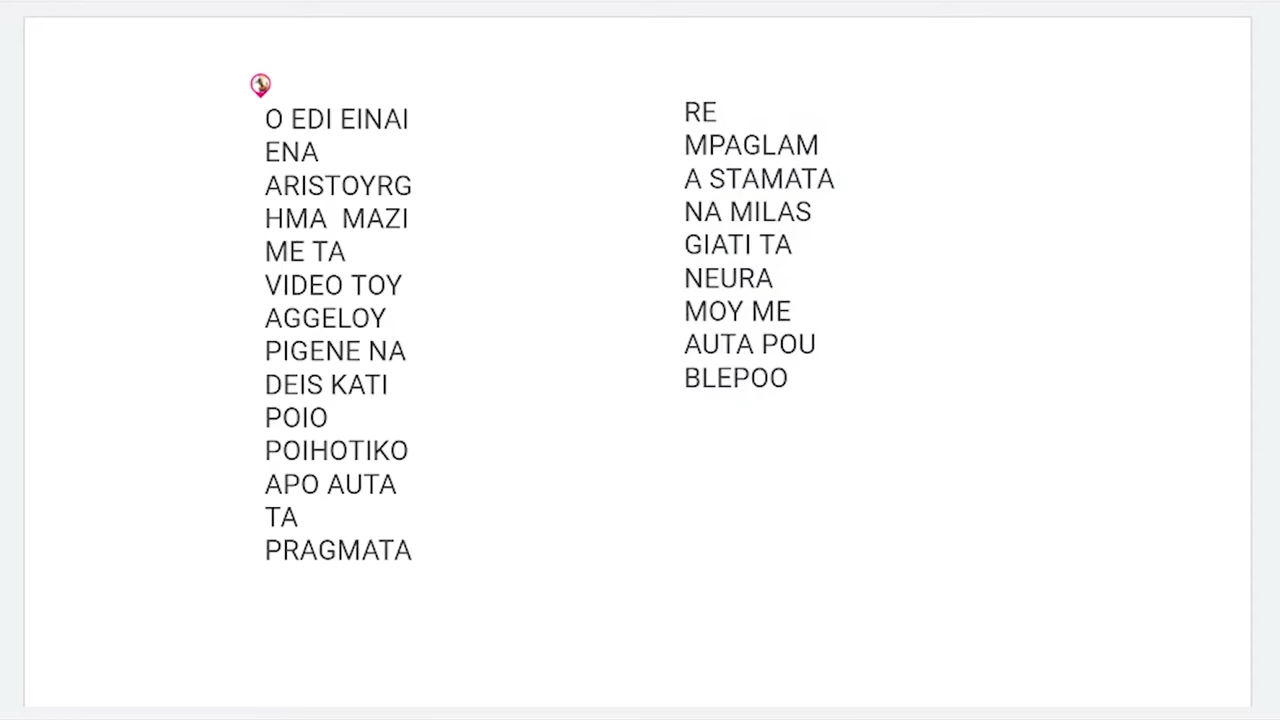 O EDI EINAI
ENA
ARISTOYRG
HMA  MAZI
ME TA
VIDEO TOY
AGGELOY
PIGENE NA
DEIS KATI
POIO
POIHOTIKO
APO AUTA
TA
PRAGMATA
RE
MPAGLAM
A STAMATA
NA MILAS
GIATI TA
NEURA
MOY ME
AUTA POU
BLEPOO